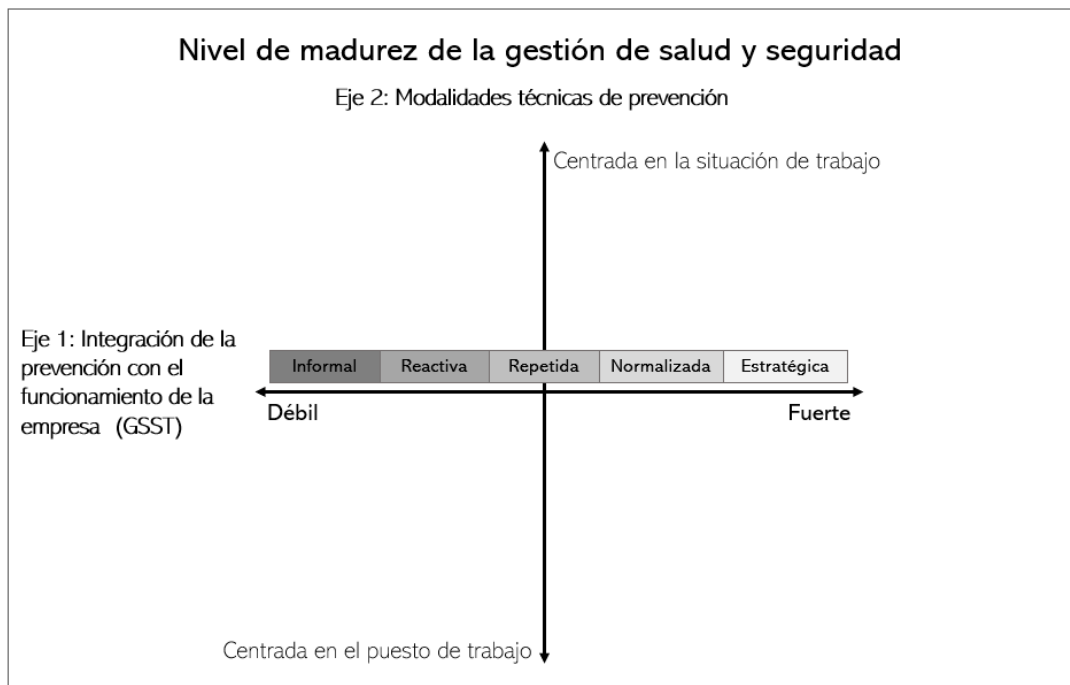 Nivel de madurez de la gestión de salud y seguridad
Eje 2: Modalidades técnicas de prevención
Centrada en la situación de trabajo
Eje 1: Integración de la
prevención con el
funcionamiento de la
empresa (GSST)
Informal Reactiva Repetida Normalizada Estratégica
Débil Fuerte
Centrada en el puesto de trabajo